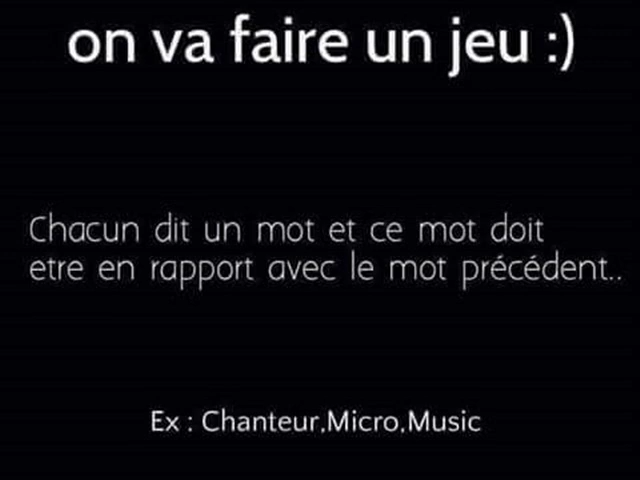 on va faire un jeu :)
Chacun dit un mot et ce mot doit
etre en rapport avec le mot précédent..
Ex : Chanteur,Micro,Music